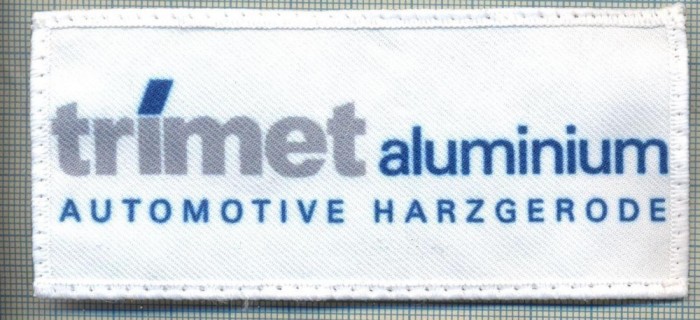 trimet aluminium
AUTOMOTIVE HARZGERODE